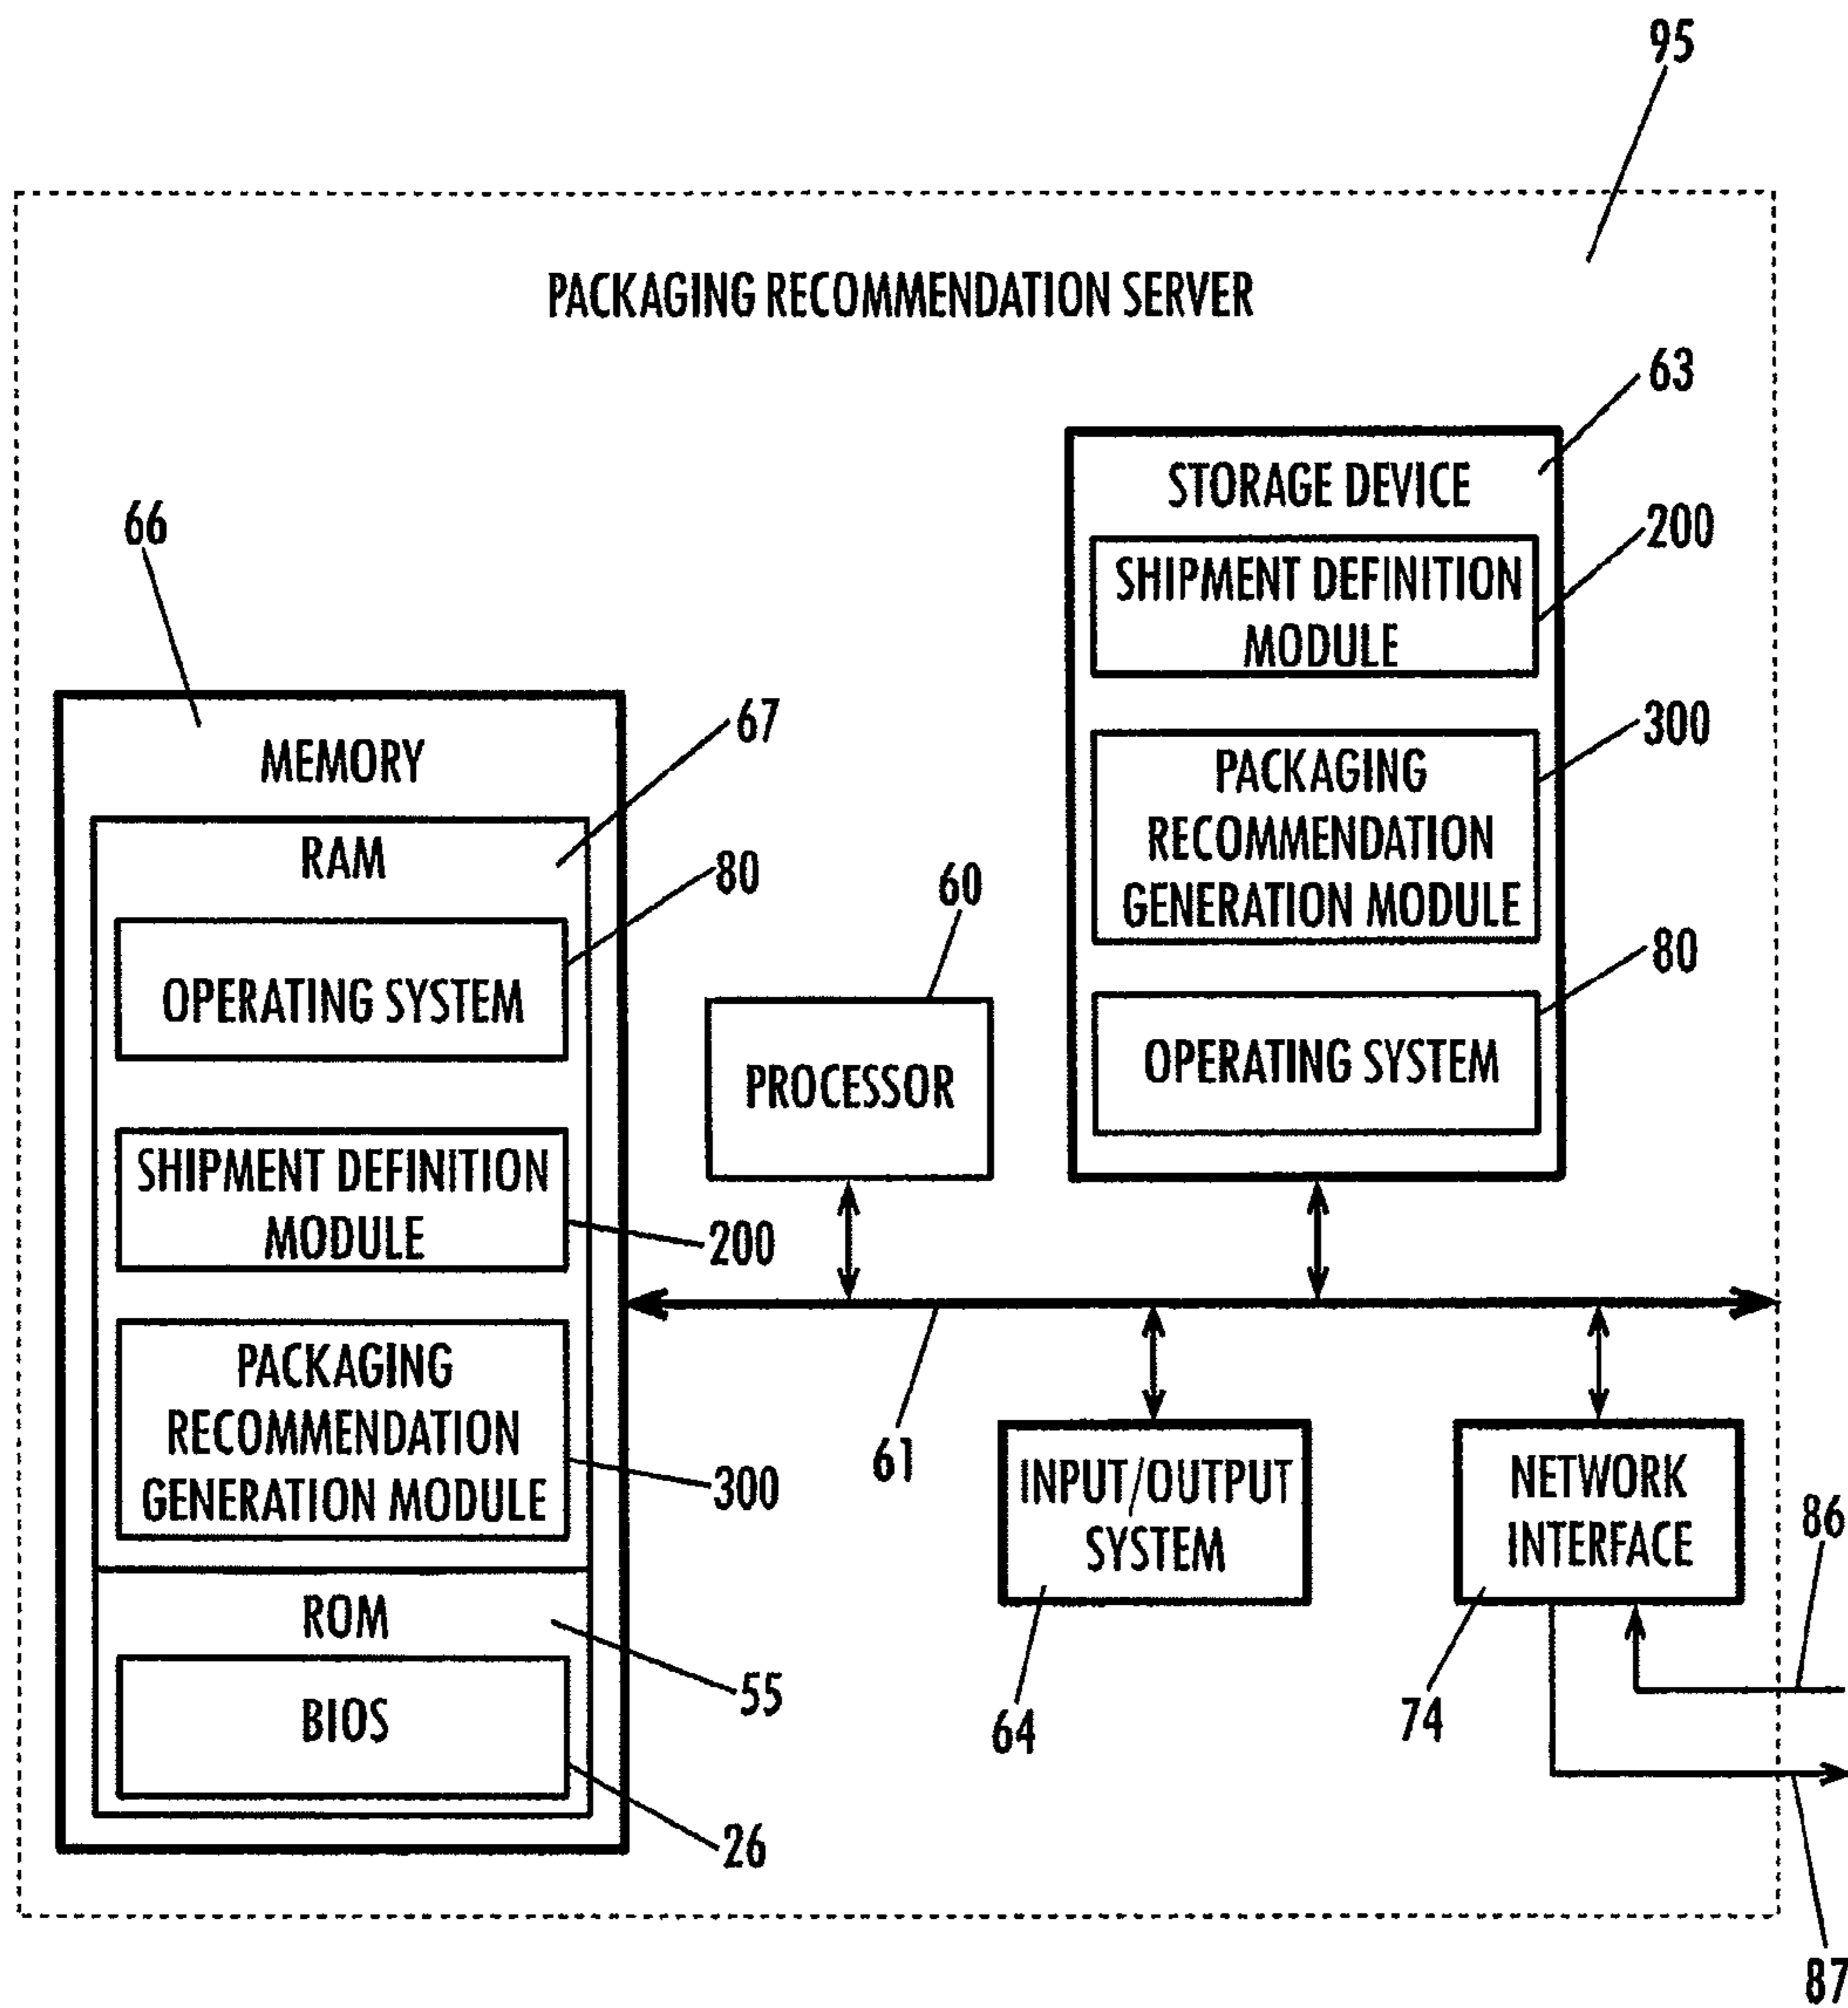 95
PACKAGING RECOMMENDATION SERVER
63
STORAGE DEVICE
200
SHIPMENT DEFINITION
MODULE
300
PACKAGING
RECOMMENDATION
GENERATION MODULE
80
OPERATING SYSTEM
66
MEMORY
67
RAM
80
OPERATING SYSTEM
SHIPMENT DEFINITION
MODULE
200
PACKAGING
RECOMMENDATION
GENERATION MODULE
300
ROM
55
BIOS
26
60
PROCESSOR
61
INPUT/OUTPUT
SYSTEM
64
NETWORK
INTERFACE
74
86
87